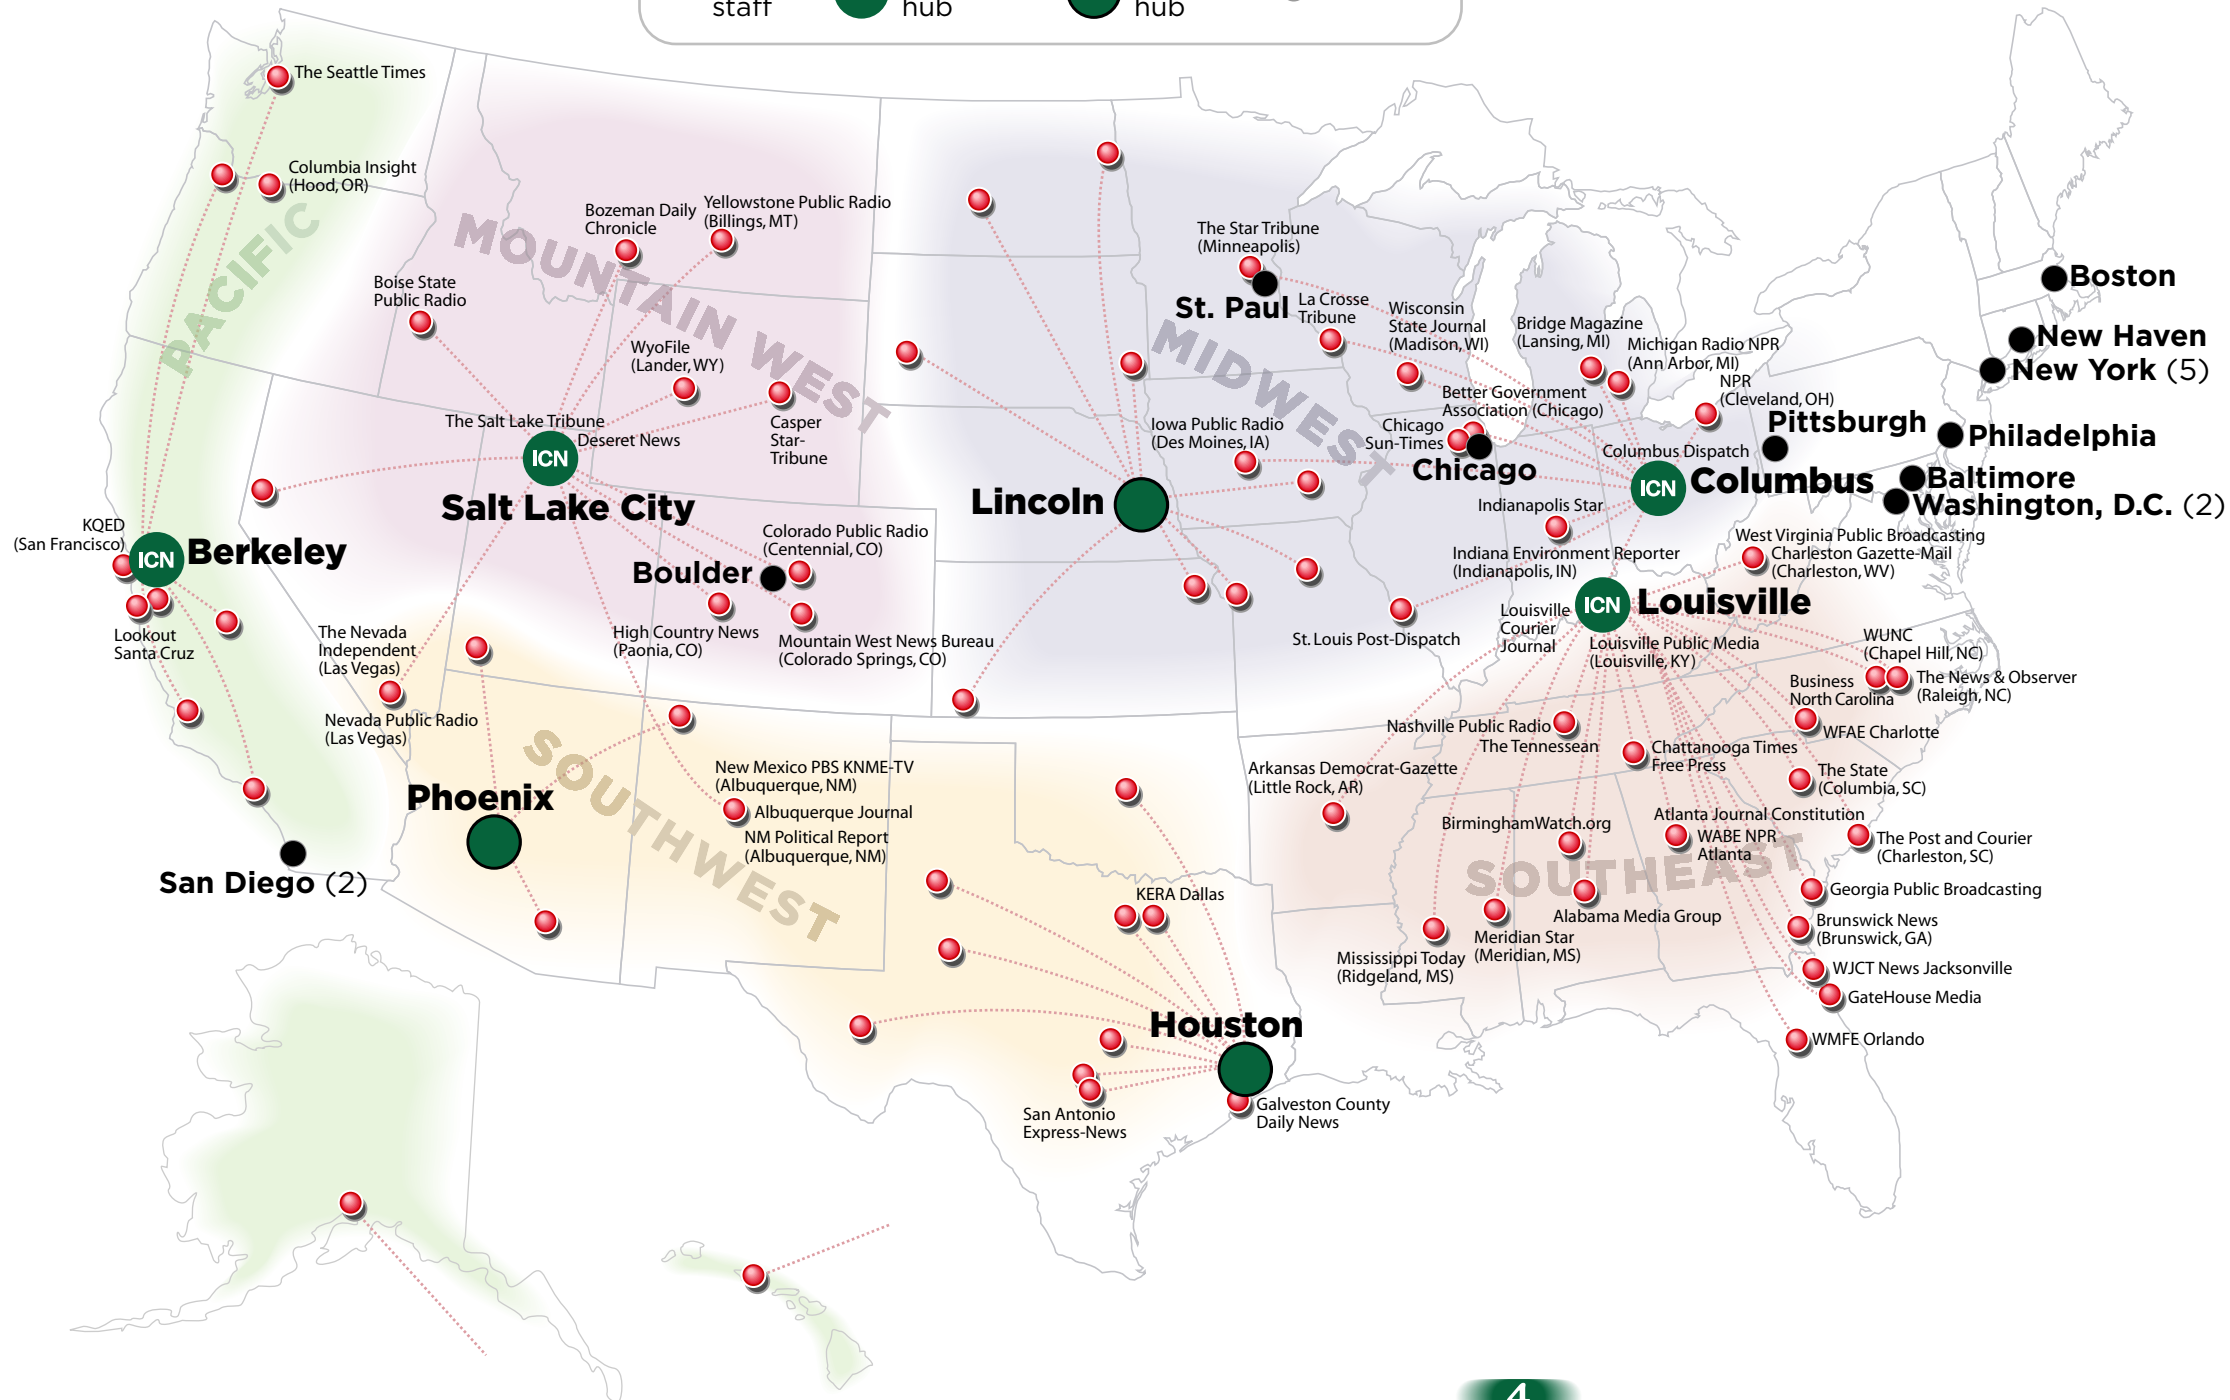 staff
hub
hub
The Seattle Times
Columbia Insight
(Hood, OR)
PACIFIC
MOUNTAIN WEST
Bozeman Daily
Chronicle
Yellowstone Public Radio
(Billings, MT)
Boise State
Public Radio
WyoFile
(Lander, WY)
The Salt Lake Tribune
Deseret News
ICN
Salt Lake City
Casper
Star-
Tribune
KQED
(San Francisco)
ICN
Berkeley
Lookout
Santa Cruz
The Nevada
Independent
(Las Vegas)
Nevada Public Radio
(Las Vegas)
Boulder
Colorado Public Radio
(Centennial, CO)
High Country News
(Paonia, CO)
Mountain West News Bureau
(Colorado Springs, CO)
San Diego (2)
Phoenix
SOUTHWEST
New Mexico PBS KNME-TV
(Albuquerque, NM)
Albuquerque Journal
NM Political Report
(Albuquerque, NM)
KERA Dallas
Houston
San Antonio
Express-News
Galveston County
Daily News
Lincoln
MIDWEST
The Star Tribune
(Minneapolis)
St. Paul
La Crosse
Tribune
Wisconsin
State Journal
(Madison, WI)
Bridge Magazine
(Lansing, MI)
Michigan Radio NPR
(Ann Arbor, MI)
NPR
(Cleveland, OH)
Better Government
Association (Chicago)
Iowa Public Radio
(Des Moines, IA)
Chicago
Sun-Times
Chicago
Columbus Dispatch
ICN
Columbus
Indianapolis Star
Indiana Environment Reporter
(Indianapolis, IN)
St. Louis Post-Dispatch
Boston
New Haven
New York (5)
Pittsburgh
Philadelphia
Baltimore
Washington, D.C. (2)
West Virginia Public Broadcasting
Charleston Gazette-Mail
(Charleston, WV)
ICN
Louisville
Louisville
Courier
Journal
Louisville Public Media
(Louisville, KY)
WUNC
(Chapel Hill, NC)
Business
North Carolina
The News & Observer
(Raleigh, NC)
WFAE Charlotte
Nashville Public Radio
The Tennessean
Chattanooga Times
Free Press
The State
(Columbia, SC)
Arkansas Democrat-Gazette
(Little Rock, AR)
BirminghamWatch.org
Atlanta Journal Constitution
WABE NPR
Atlanta
The Post and Courier
(Charleston, SC)
SOUTHEAST
Georgia Public Broadcasting
Alabama Media Group
Brunswick News
(Brunswick, GA)
Meridian Star
(Meridian, MS)
Mississippi Today
(Ridgeland, MS)
WJCT News Jacksonville
GateHouse Media
WMFE Orlando
4